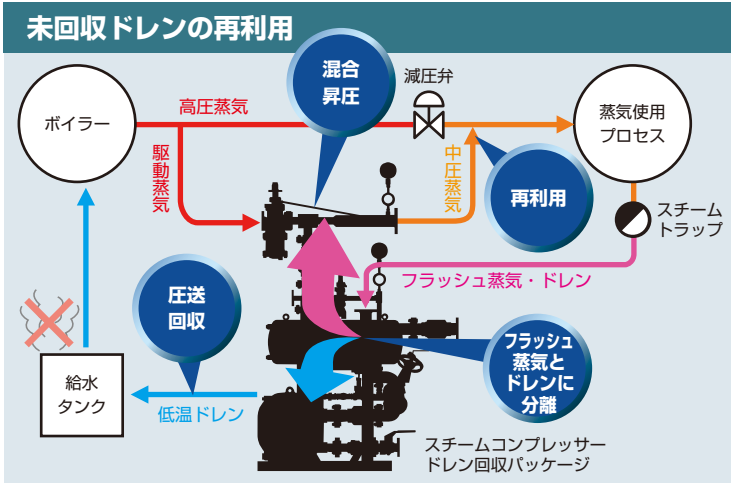 未回収ドレンの再利用
混合
昇圧
減圧弁
ボイラー
高圧蒸気
蒸気使用
プロセス
駆動蒸気
中圧蒸気
再利用
スチーム
トラップ
フラッシュ蒸気・ドレン
圧送
回収
フラッシュ
蒸気と
ドレンに
分離
給水
タンク
低温ドレン
スチームコンプレッサー
ドレン回収パッケージ